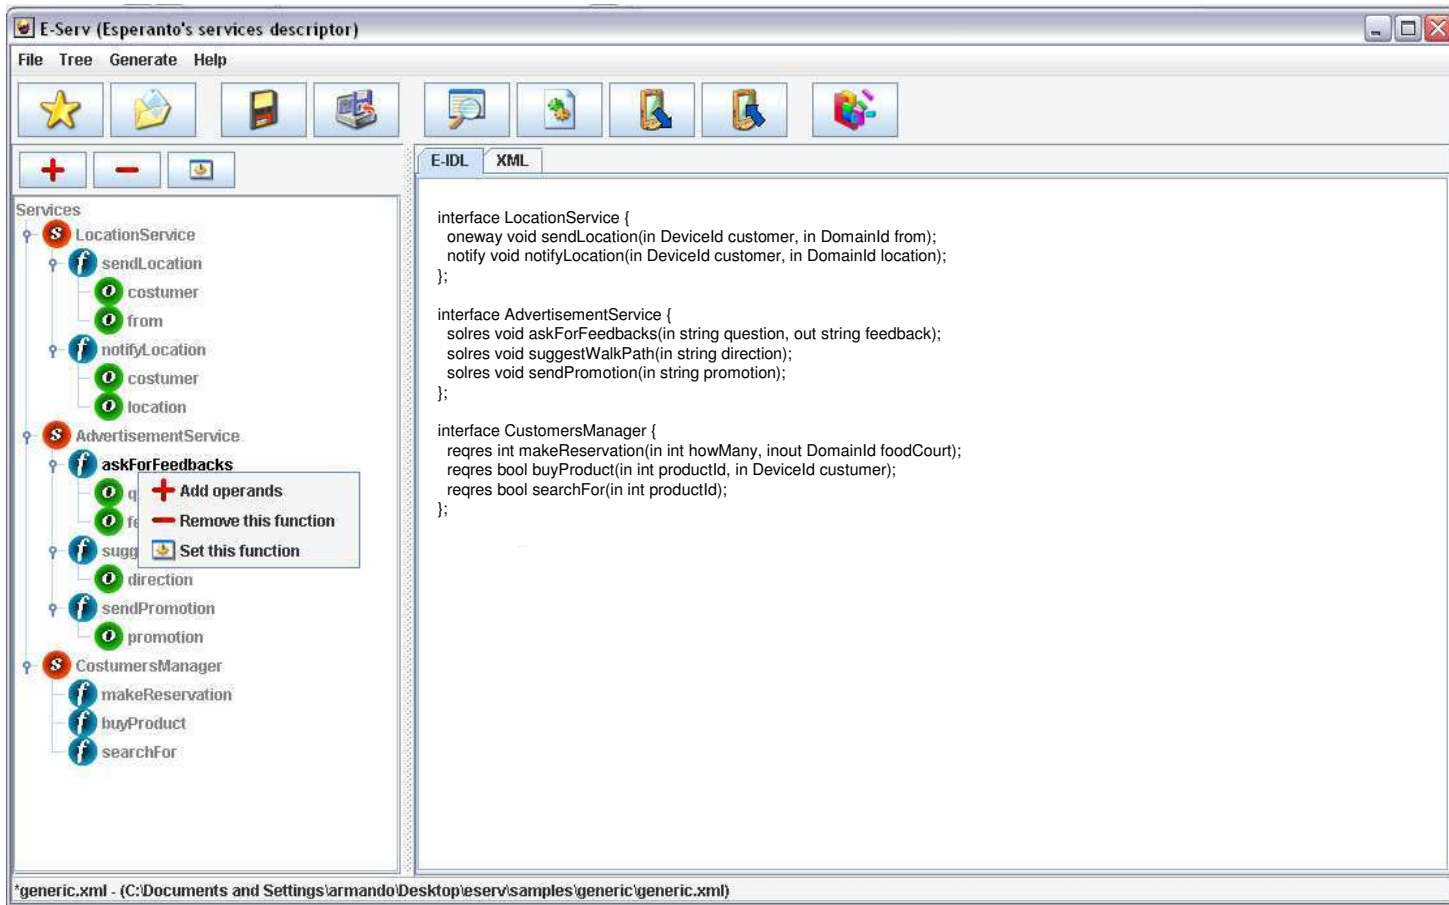 E-Serv (Esperanto's services descriptor)
File Tree Generate Help
Services
LocationService
sendLocation
costumer
from
notifyLocation
costumer
location
AdvertisementService
askForFeedbacks
Add operands
Remove this function
Set this function
direction
sendPromotion
promotion
CostumersManager
makeReservation
buyProduct
searchFor
E-IDL XML
interface LocationService {
oneway void sendLocation(in DeviceId customer, in DomainId from);
notify void notifyLocation(in DeviceId customer, in DomainId location);
};
interface AdvertisementService {
solres void askForFeedbacks(in string question, out string feedback);
solres void suggestWalkPath(in string direction);
solres void sendPromotion(in string promotion);
};
interface CustomersManager {
reqres int makeReservation(in int howMany, inout DomainId foodCourt);
reqres bool buyProduct(in int productId, in DeviceId custumer);
reqres bool searchFor(in int productId);
};
*generic.xml - (C:\Documents and Settings\armando\Desktop\eserv\samples\generic\generic.xml)